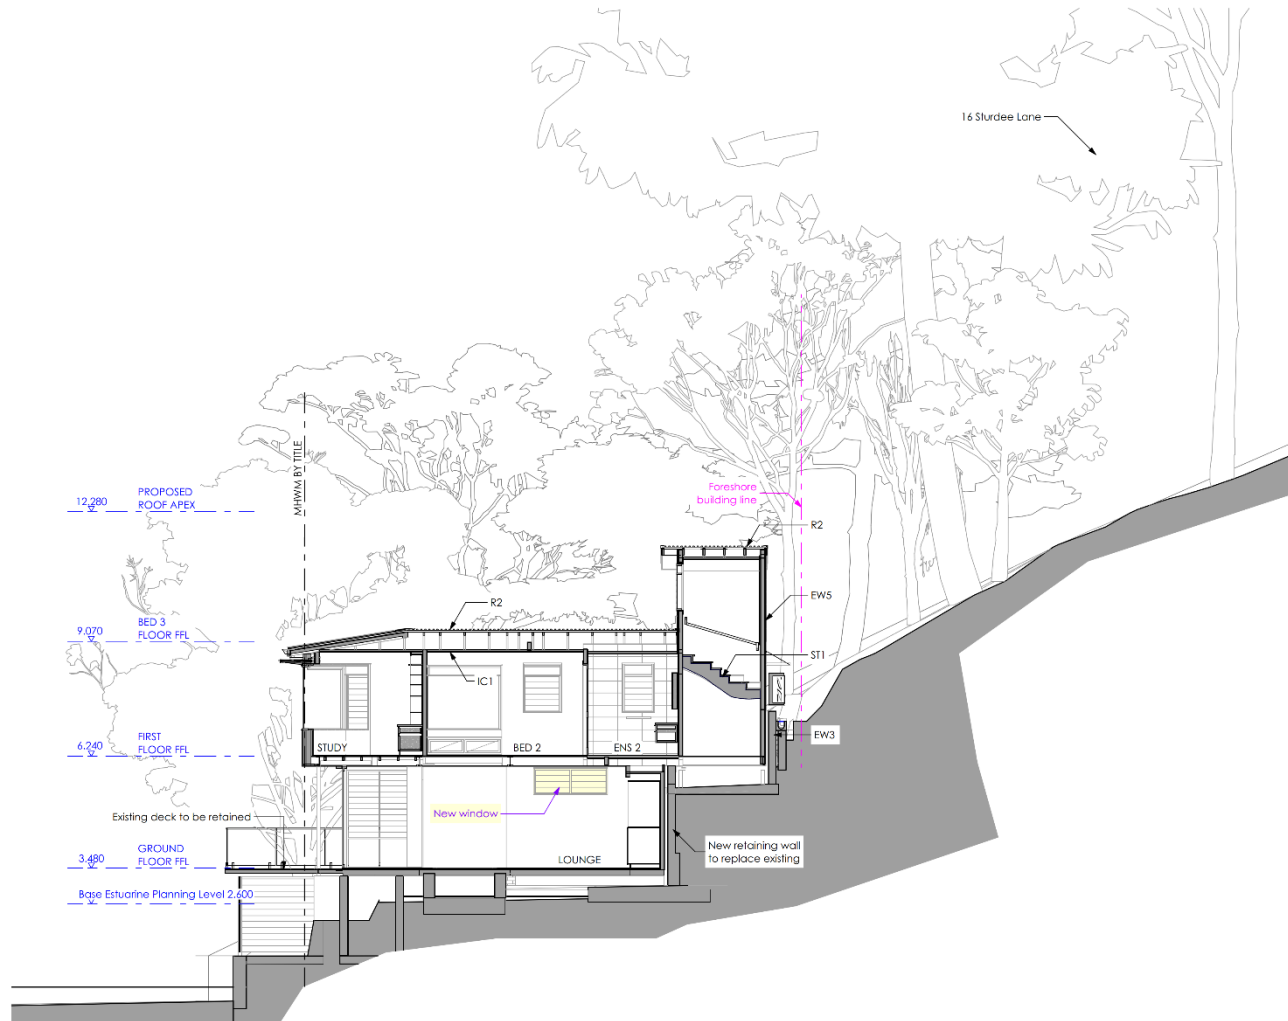 16 Sturdee Lane
MHWM BY TITLE
Foreshore
building line
PROPOSED
12.280 ROOF APEX
R2
EW5
R2
BED 3
9.070 FLOOR FFL
ST1
IC1
FIRST
6.240 FLOOR FFL
STUDY BED 2 ENS 2
EW3
New window
Existing deck to be retained
GROUND
3.480 FLOOR FFL
LOUNGE
New retaining wall
to replace existing
Base Estuarine Planning Level 2.600